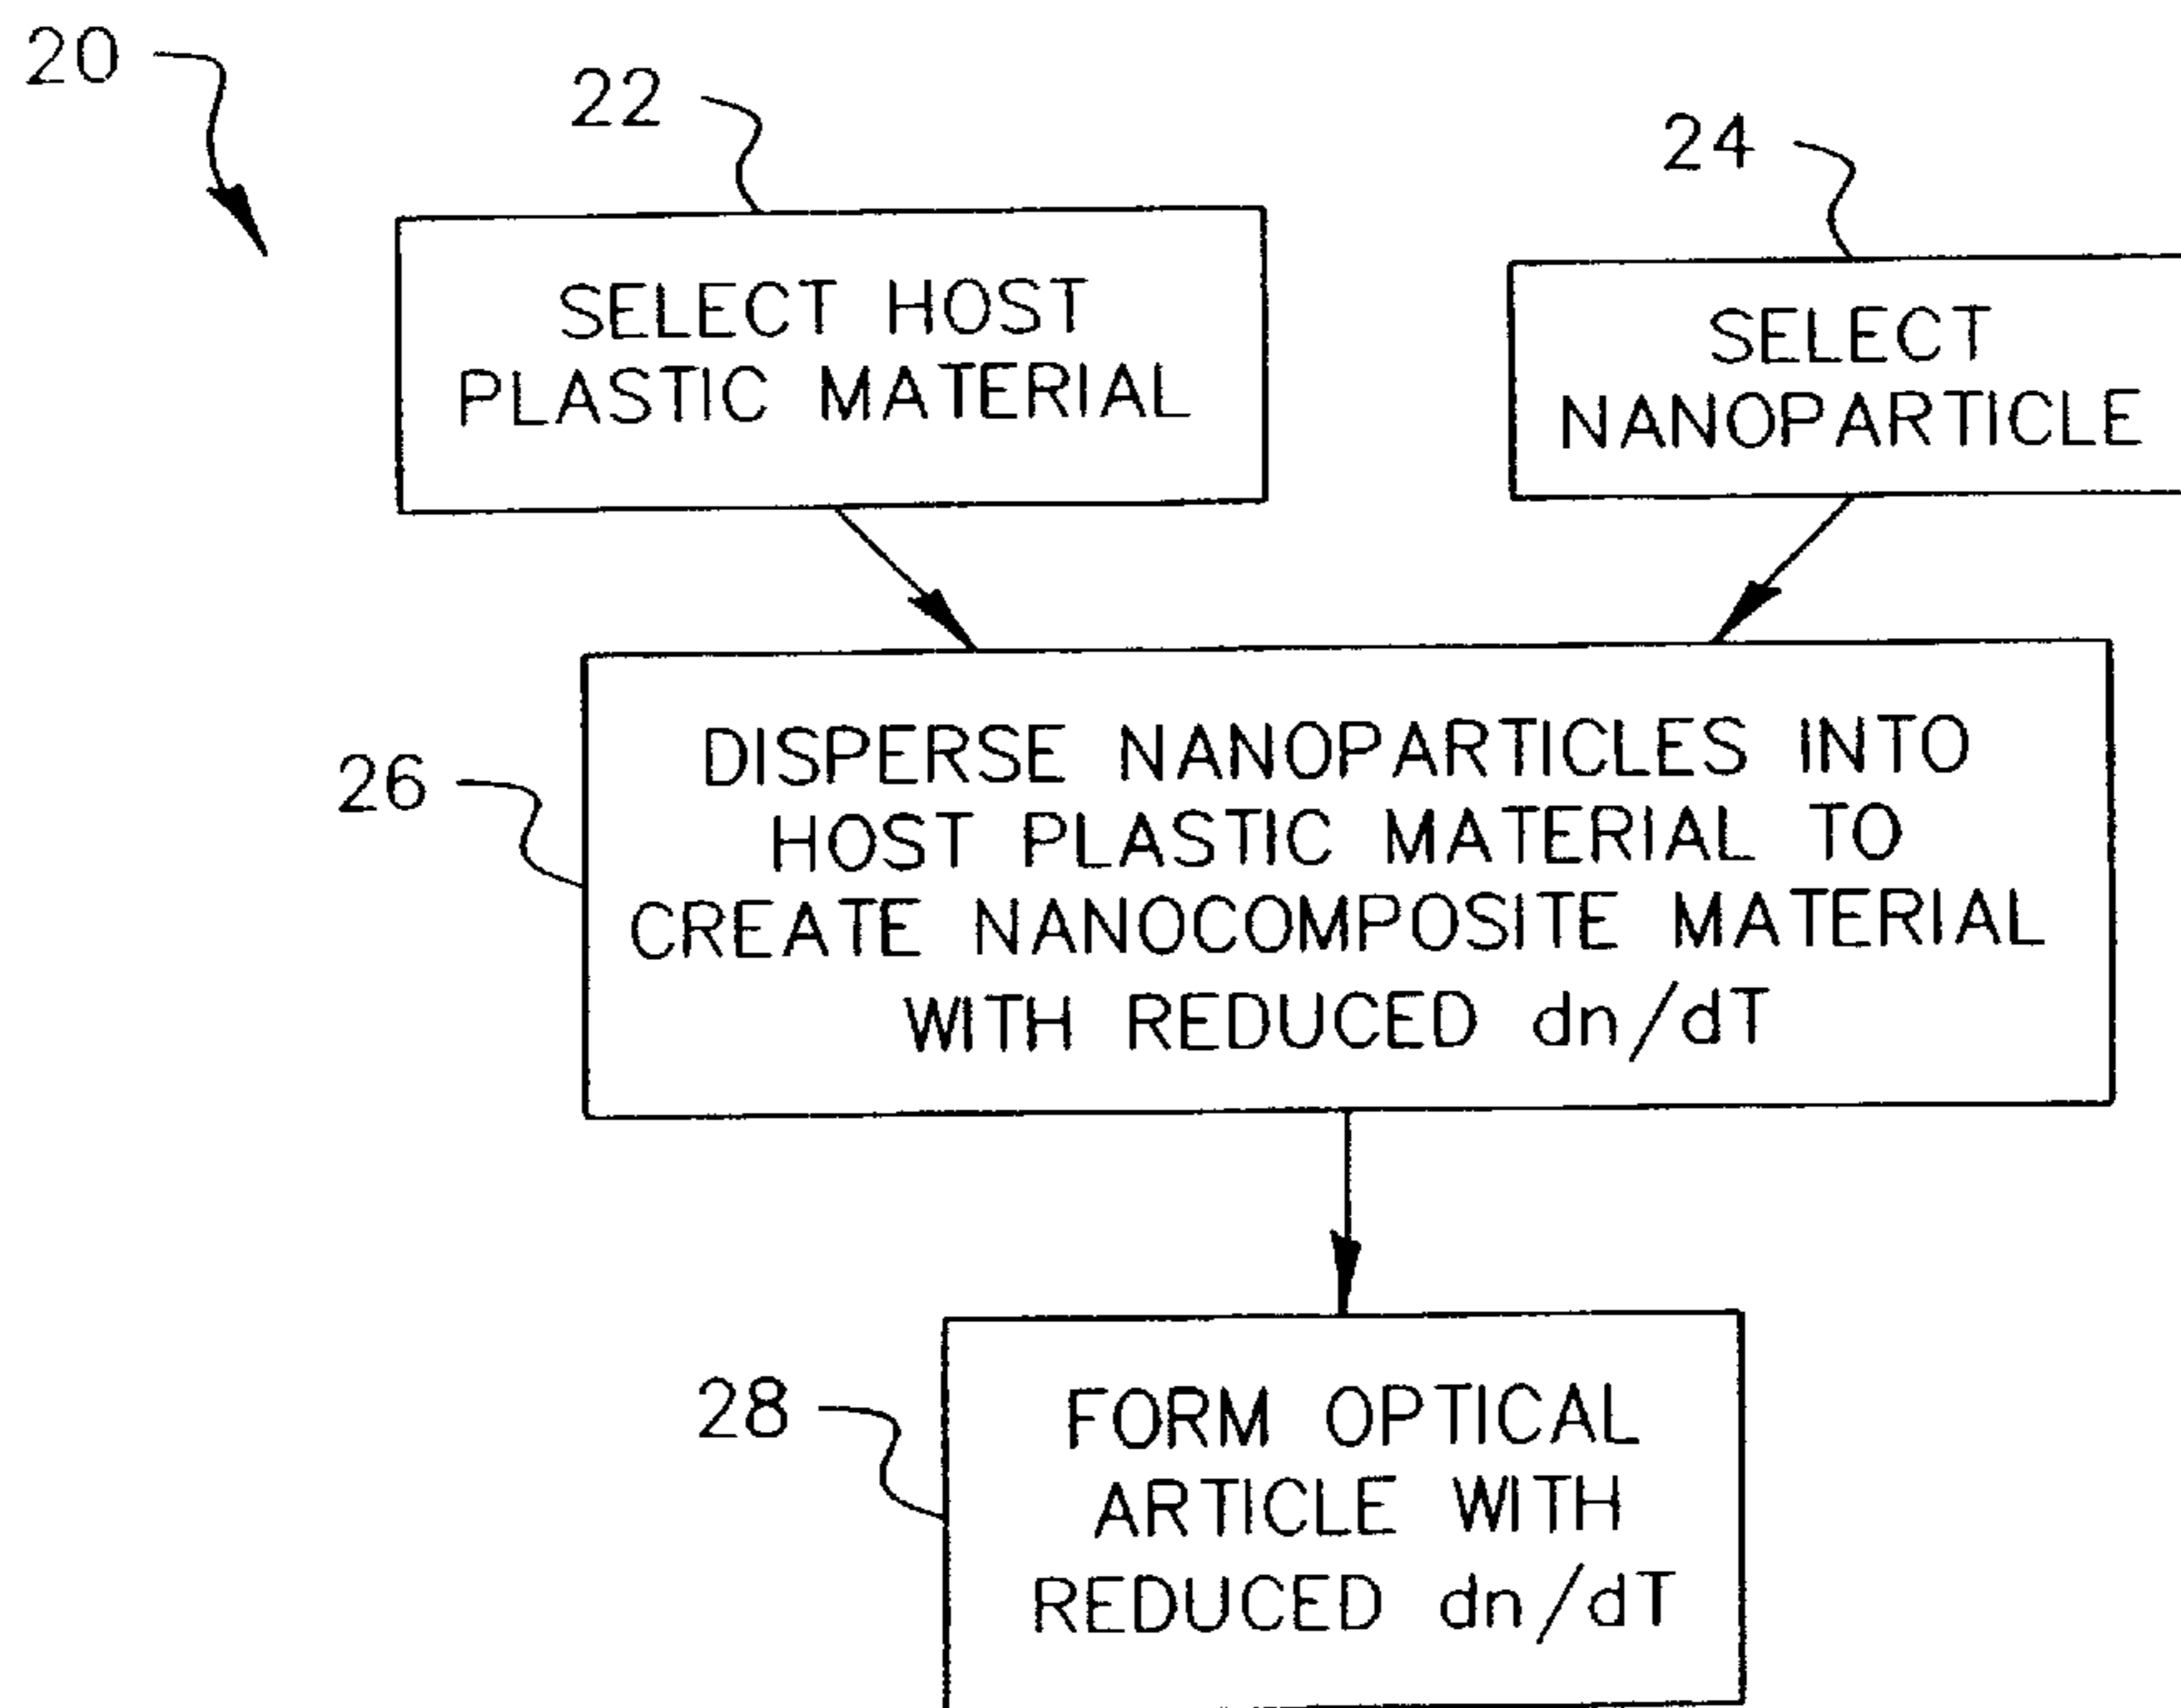 20
22
24
SELECT HOST
PLASTIC MATERIAL
SELECT
NANOPARTICLE
26
DISPERSE NANOPARTICLES INTO
HOST PLASTIC MATERIAL TO
CREATE NANOCOMPOSITE MATERIAL
WITH REDUCED dn/dT
28
FORM OPTICAL
ARTICLE WITH
REDUCED dn/dT